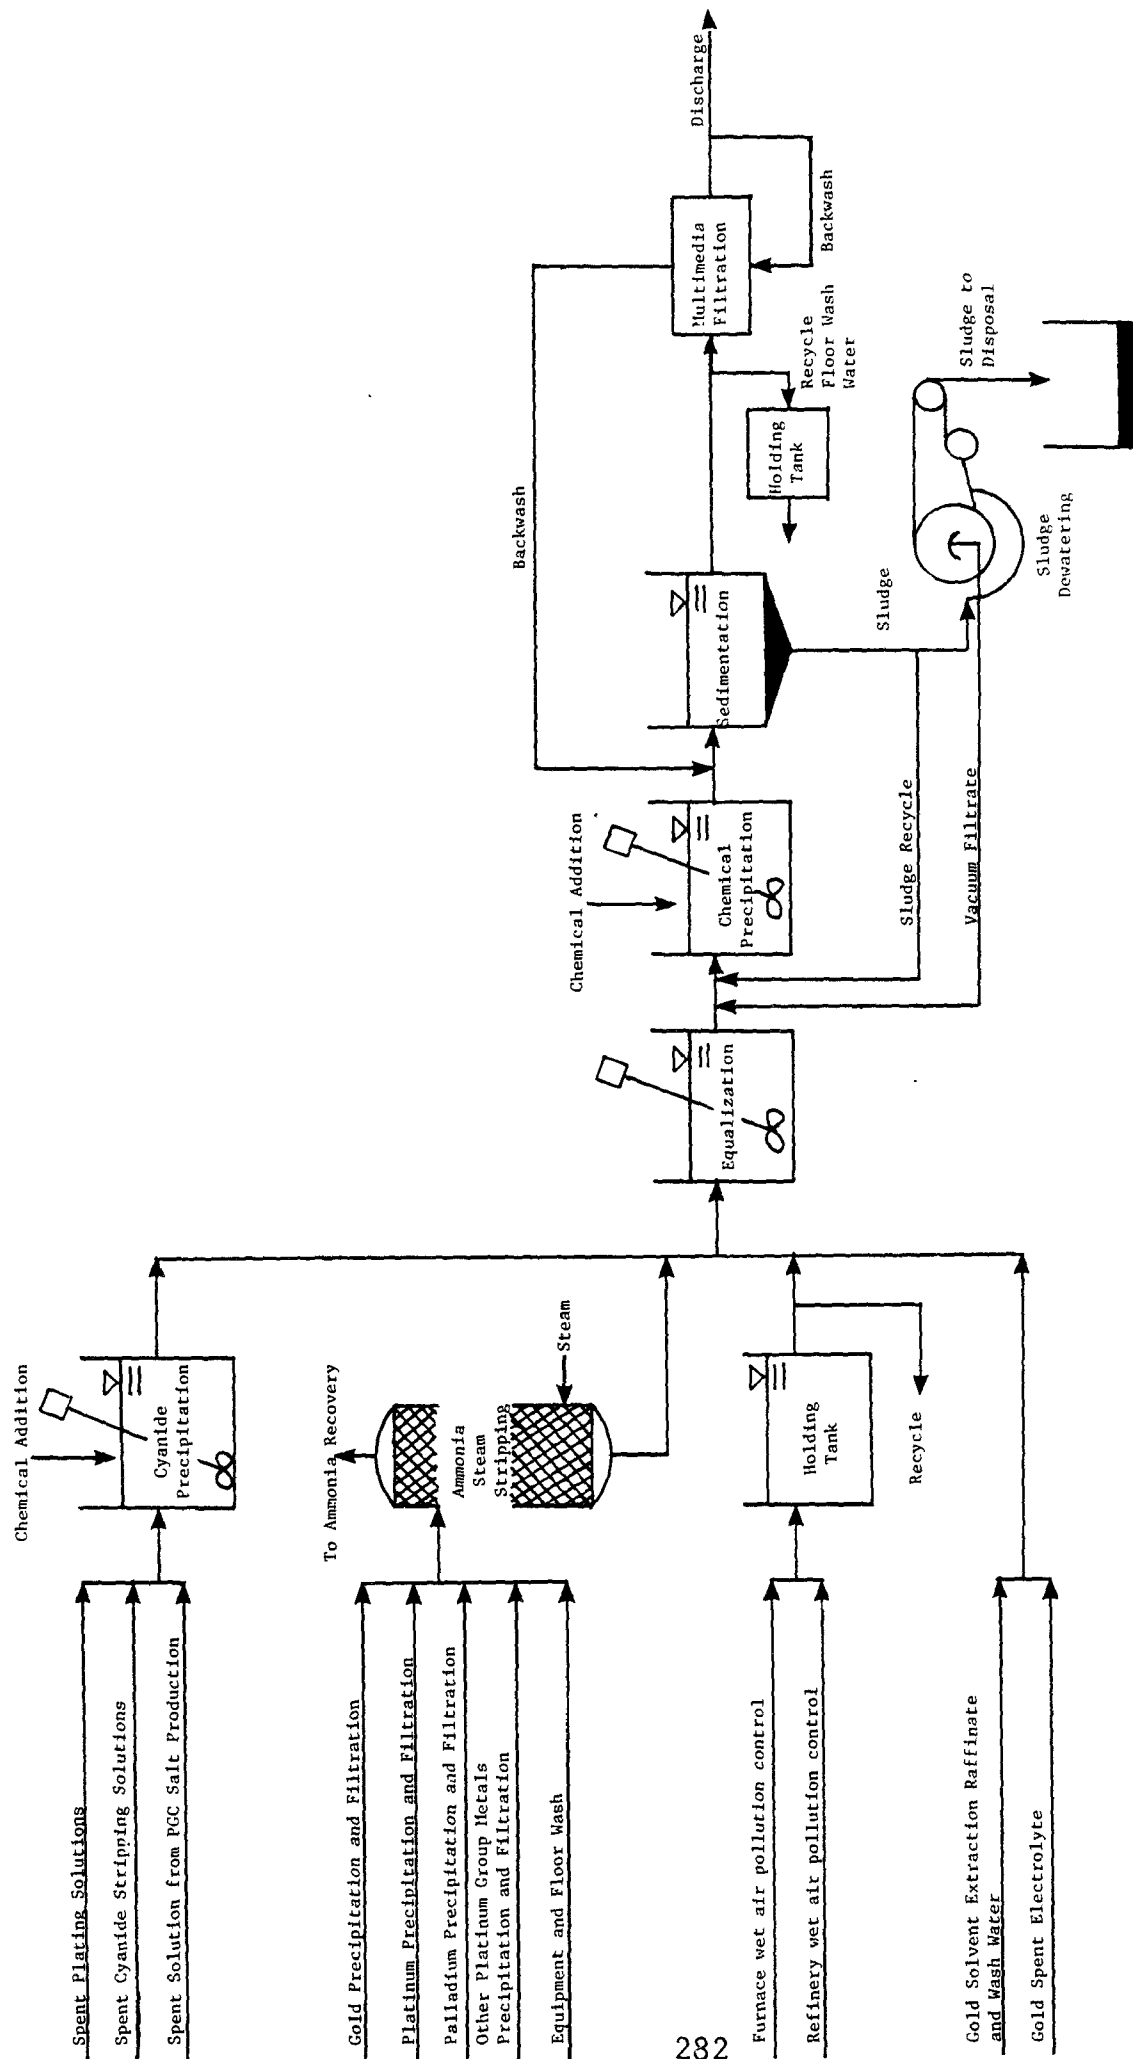 Chemical Addition
Spent Plating Solutions
Spent Cyanide Stripping Solutions
Spent Solution from PGC Salt Production
Cyanide
Precipitation
To Ammonia Recovery
Gold Precipitation and Filtration
Platinum Precipitation and Filtration
Palladium Precipitation and Filtration
Other Platinum Group Metals
Precipitation and Filtration
Equipment and Floor Wash
Ammonia
Steam
Stripping
Steam
Furnace wet air pollution control
Refinery wet air pollution control
Holding
Tank
Recycle
Gold Solvent Extraction Raffinate
and Wash Water
Gold Spent Electrolyte
Equalization
Chemical Addition
Chemical
Precipitation
Sludge Recycle
Vacuum Filtrate
Backwash
Sedimentation
Sludge
Sludge
Dewatering
Holding
Tank
Recycle
Floor Wash
Water
Multimedia
Filtration
Backwash
Discharge
Sludge to
Disposal
282